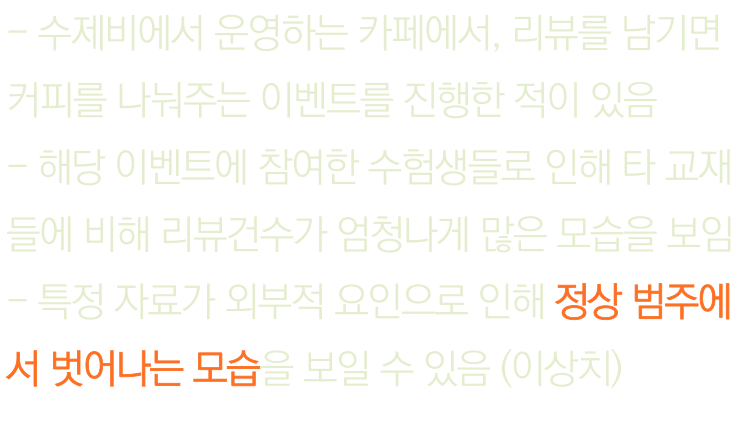 - 수제비에서 운영하는 카페에서, 리뷰를 남기면
커피를 나눠주는 이벤트를 진행한 적이 있음
- 해당 이벤트에 참여한 수험생들로 인해 타 교재
들에 비해 리뷰건수가 엄청나게 많은 모습을 보임
- 특정 자료가 외부적 요인으로 인해 정상 범주에
서 벗어나는 모습을 보일 수 있음 (이상치)